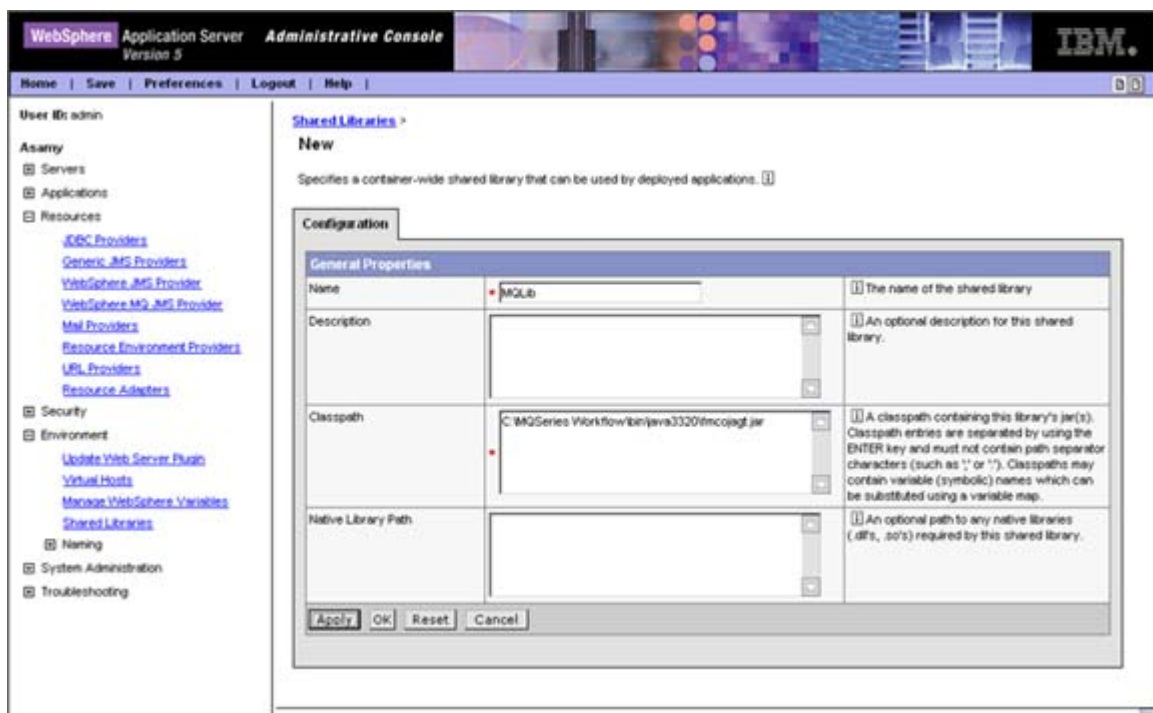 WebSphere Application Server Administrative Console
Version 5
IBM.
Home | Save | Preferences | Logout | Help |
User ID: admin
Asamy
Servers
Applications
Resources
JDBC Providers
Generic JMS Providers
WebSphere JMS Provider
WebSphere MQ JMS Provider
Mail Providers
Resource Environment Providers
URL Providers
Resource Adapters
Security
Environment
Update Web Server Plugin
Virtual Hosts
Manage WebSphere Variables
Shared Libraries
Naming
System Administration
Troubleshooting
Shared Libraries >
New
Specifies a container-wide shared library that can be used by deployed applications. i
Configuration
General Properties
Name
* MQLib
i The name of the shared library
Description
i An optional description for this shared
library.
Classpath
* C:\MQSeries Workflow\bin\java3320\fmcojagt.jar
i A classpath containing this library's jar(s).
Classpath entries are separated by using the
ENTER key and must not contain path separator
characters (such as ';' or ':'). Classpaths may
contain variable (symbolic) names which can
be substituted using a variable map.
Native Library Path
i An optional path to any native libraries
(.dll's, .so's) required by this shared library.
Apply OK Reset Cancel